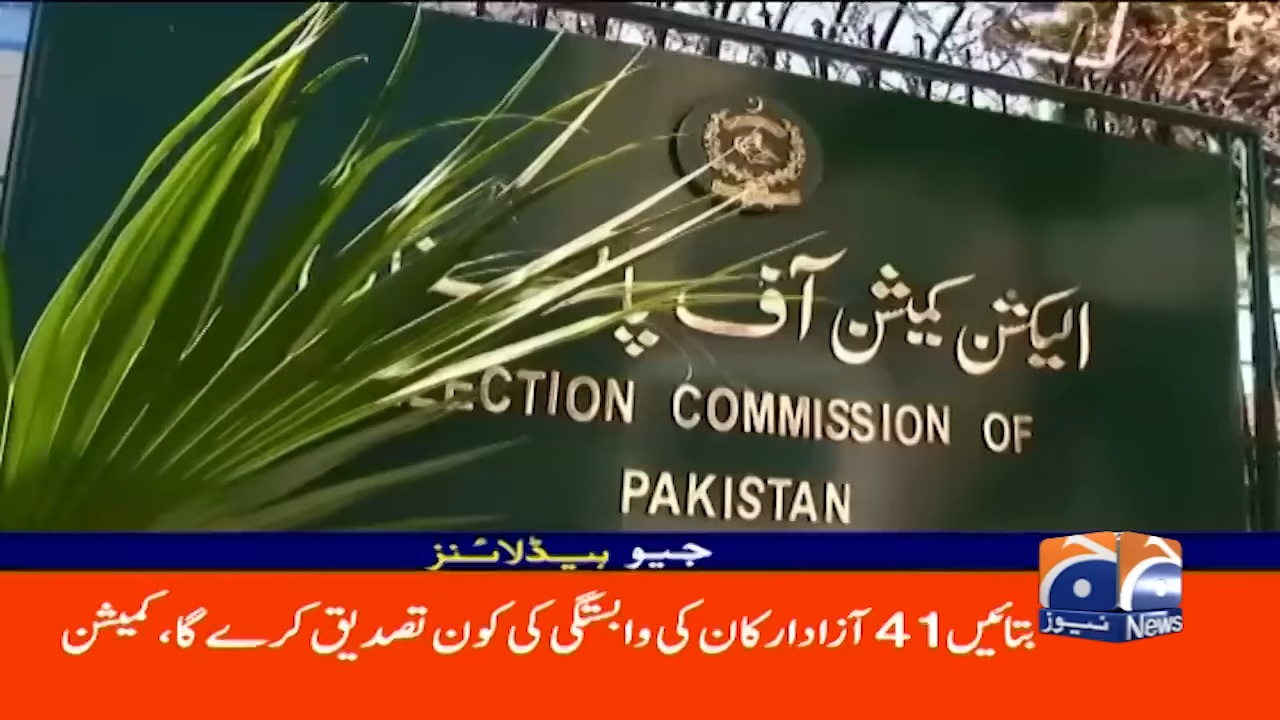 الیکشن کمیشن آف
ELECTION COMMISSION OF
PAKISTAN
جیو ہیڈلائنز
بتائیں 41 آزاد ارکان کی وابستگی کی کون تصدیق کرے گا، کمیشن
نیوز News